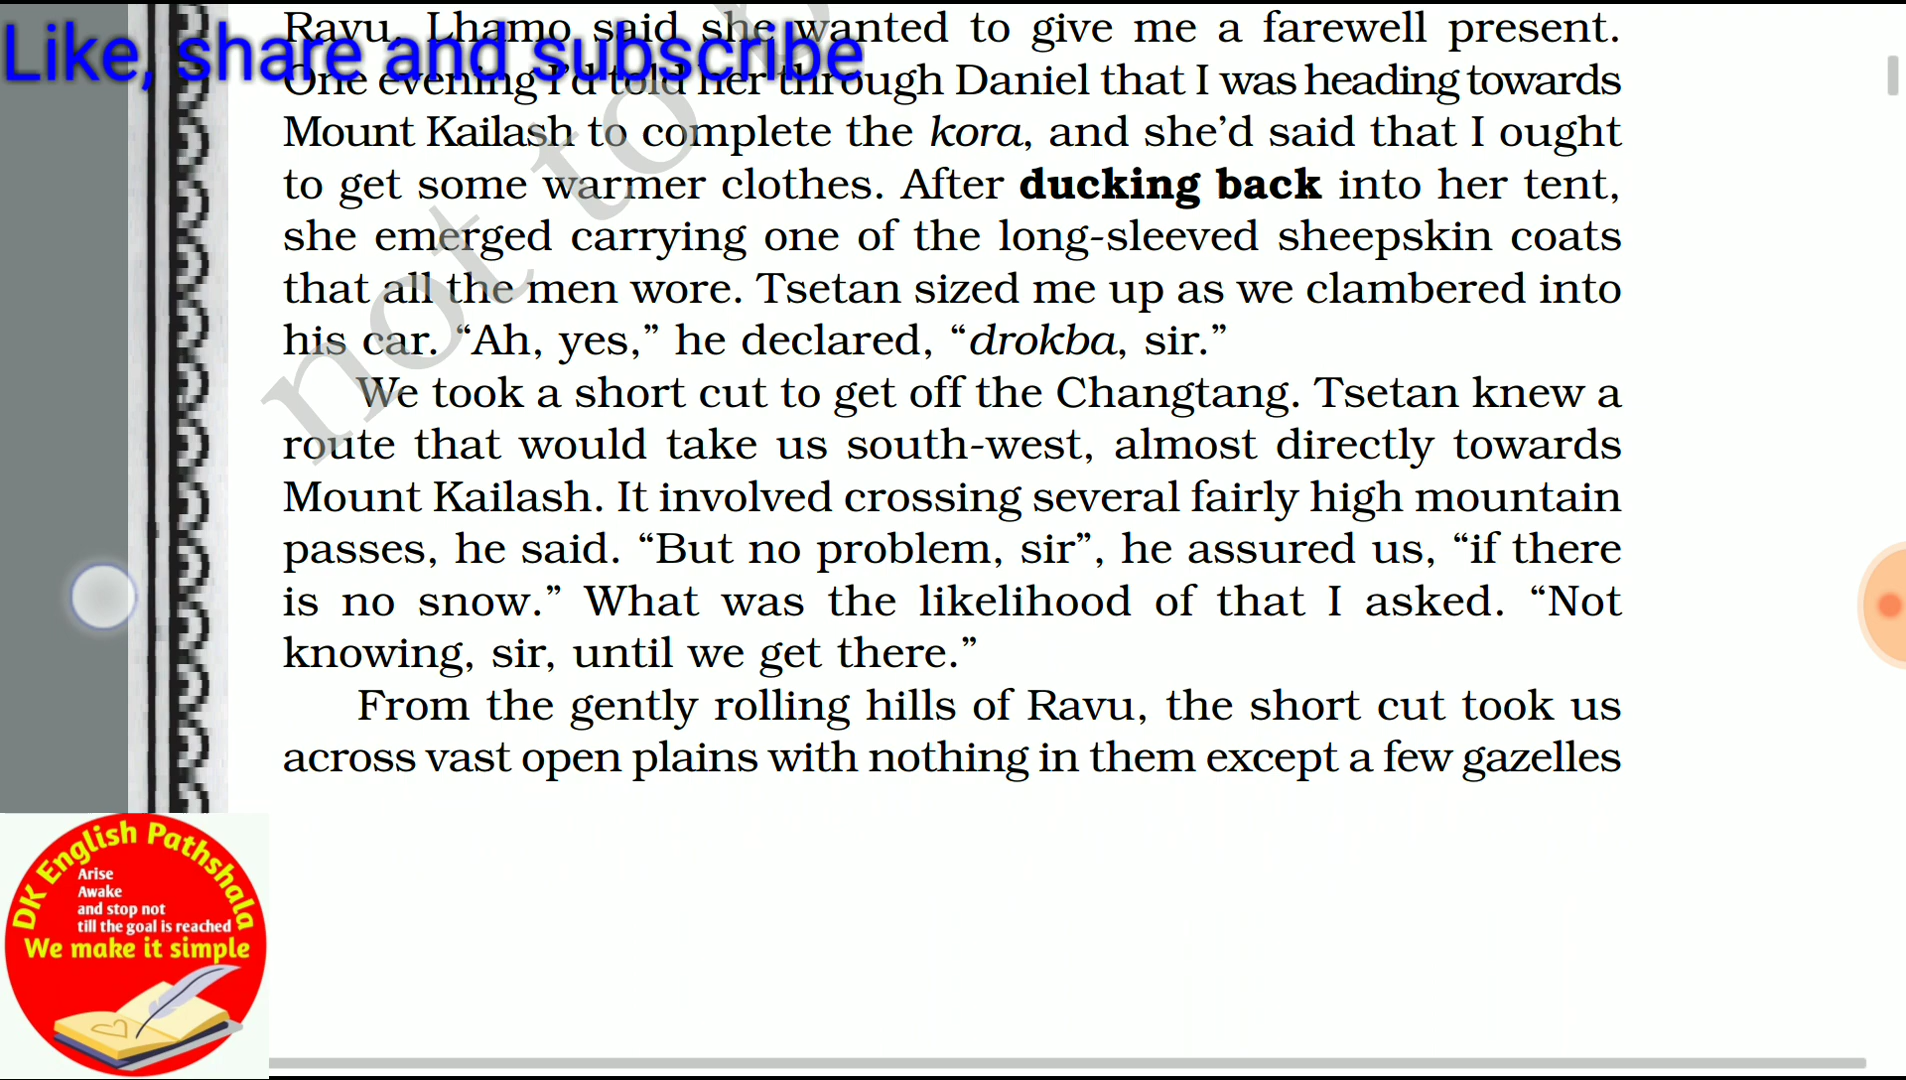 Ravu, Lhamo said she wanted to give me a farewell present.
Like, share and subscribe
One evening I’d told her through Daniel that I was heading towards
Mount Kailash to complete the kora, and she’d said that I ought
to get some warmer clothes. After ducking back into her tent,
she emerged carrying one of the long-sleeved sheepskin coats
that all the men wore. Tsetan sized me up as we clambered into
his car. “Ah, yes,” he declared, “drokba, sir.”
We took a short cut to get off the Changtang. Tsetan knew a
route that would take us south-west, almost directly towards
Mount Kailash. It involved crossing several fairly high mountain
passes, he said. “But no problem, sir”, he assured us, “if there
is no snow.” What was the likelihood of that I asked. “Not
knowing, sir, until we get there.”
From the gently rolling hills of Ravu, the short cut took us
across vast open plains with nothing in them except a few gazelles
not to
DK English Pathshala
Arise
Awake
and stop not
till the goal is reached
We make it simple